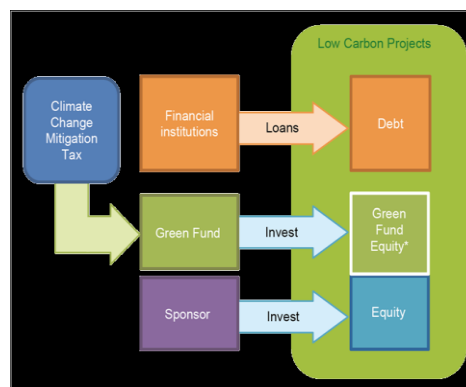 Low Carbon Projects
Climate
Change
Mitigation
Tax
Financial
institutions
Loans
Debt
Green Fund
Invest
Green
Fund
Equity*
Sponsor
Invest
Equity